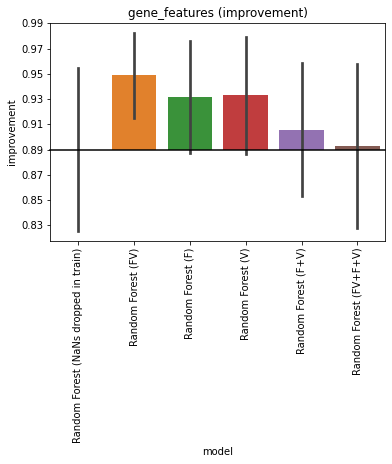 gene_features (improvement)
0.99
0.97
0.95
0.93
0.91
0.89
0.87
0.85
0.83
improvement
Random Forest (NaNs dropped in train)
Random Forest (FV)
Random Forest (F)
Random Forest (V)
Random Forest (F+V)
Random Forest (FV+F+V)
model